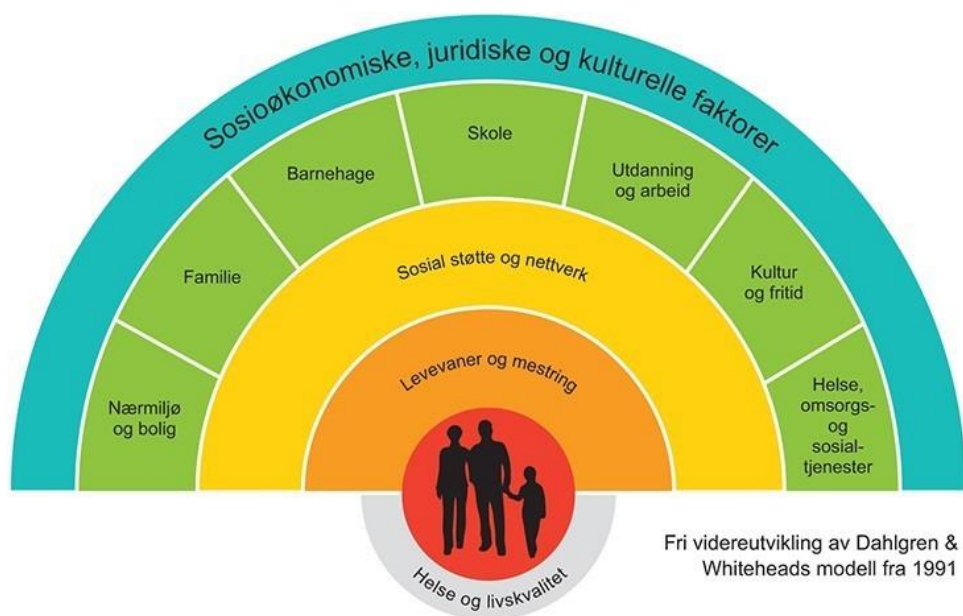 Sosioøkonomiske, juridiske og kulturelle faktorer
Nærmiljø
og bolig
Familie
Barnehage
Skole
Utdanning
og arbeid
Kultur
og fritid
Helse,
omsorgs-
og
sosial-
tjenester
Sosial støtte og nettverk
Levevaner og mestring
Helse og livskvalitet
Fri videreutvikling av Dahlgren &
Whiteheads modell fra 1991